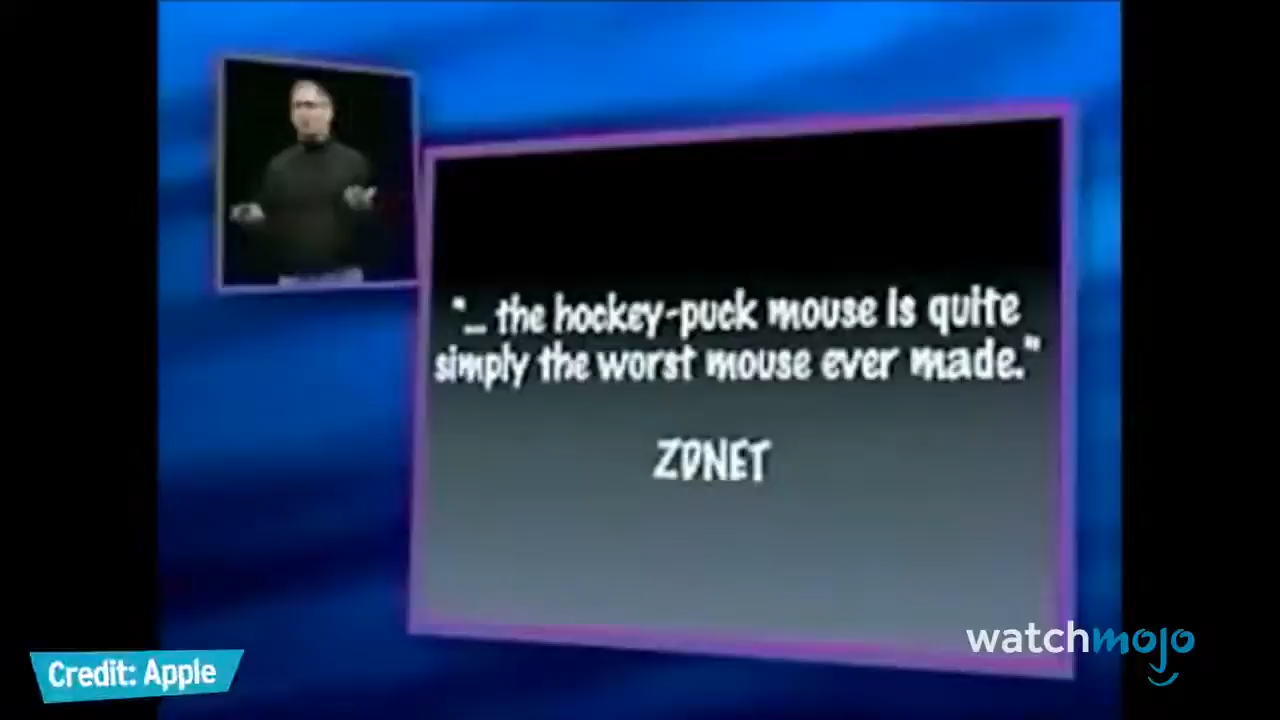 "... the hockey-puck mouse is quite
simply the worst mouse ever made."
ZDNET
watchmojo
Credit: Apple